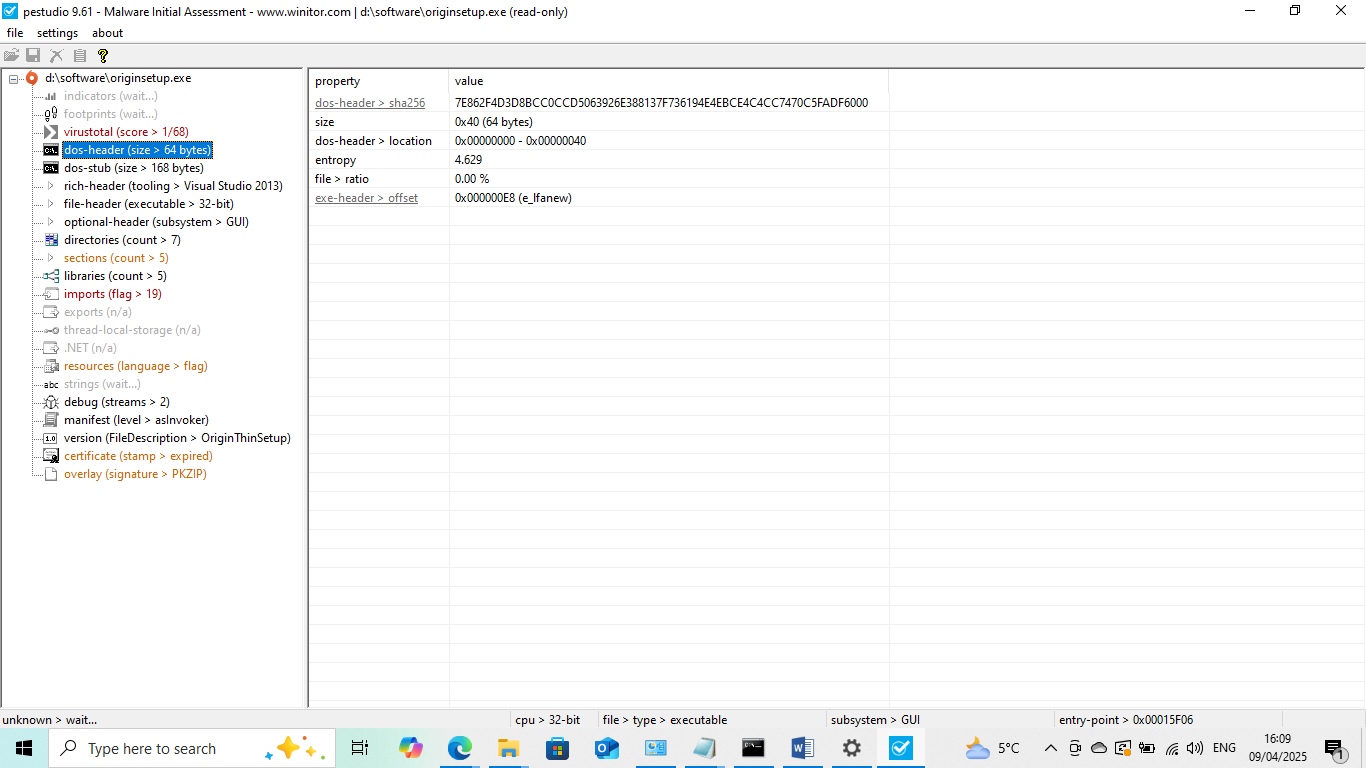 pestudio 9.61 - Malware Initial Assessment - www.winitor.com | d:\software\originsetup.exe (read-only)
file settings about
d:\software\originsetup.exe
indicators (wait...)
footprints (wait...)
virustotal (score > 1/68)
dos-header (size > 64 bytes)
dos-stub (size > 168 bytes)
rich-header (tooling > Visual Studio 2013)
file-header (executable > 32-bit)
optional-header (subsystem > GUI)
directories (count > 7)
sections (count > 5)
libraries (count > 5)
imports (flag > 19)
exports (n/a)
thread-local-storage (n/a)
.NET (n/a)
resources (language > flag)
abc strings (wait...)
debug (streams > 2)
manifest (level > asInvoker)
1.0 version (FileDescription > OriginThinSetup)
certificate (stamp > expired)
overlay (signature > PKZIP)
property value
dos-header > sha256 7E862F4D3D8BCC0CCD5063926E388137F736194E4EBCE4C4CC7470C5FADF6000
size 0x40 (64 bytes)
dos-header > location 0x00000000 - 0x00000040
entropy 4.629
file > ratio 0.00 %
exe-header > offset 0x000000E8 (e_lfanew)
unknown > wait... cpu > 32-bit file > type > executable subsystem > GUI entry-point > 0x00015F06
Type here to search 5°C ENG 16:09
09/04/2025 1